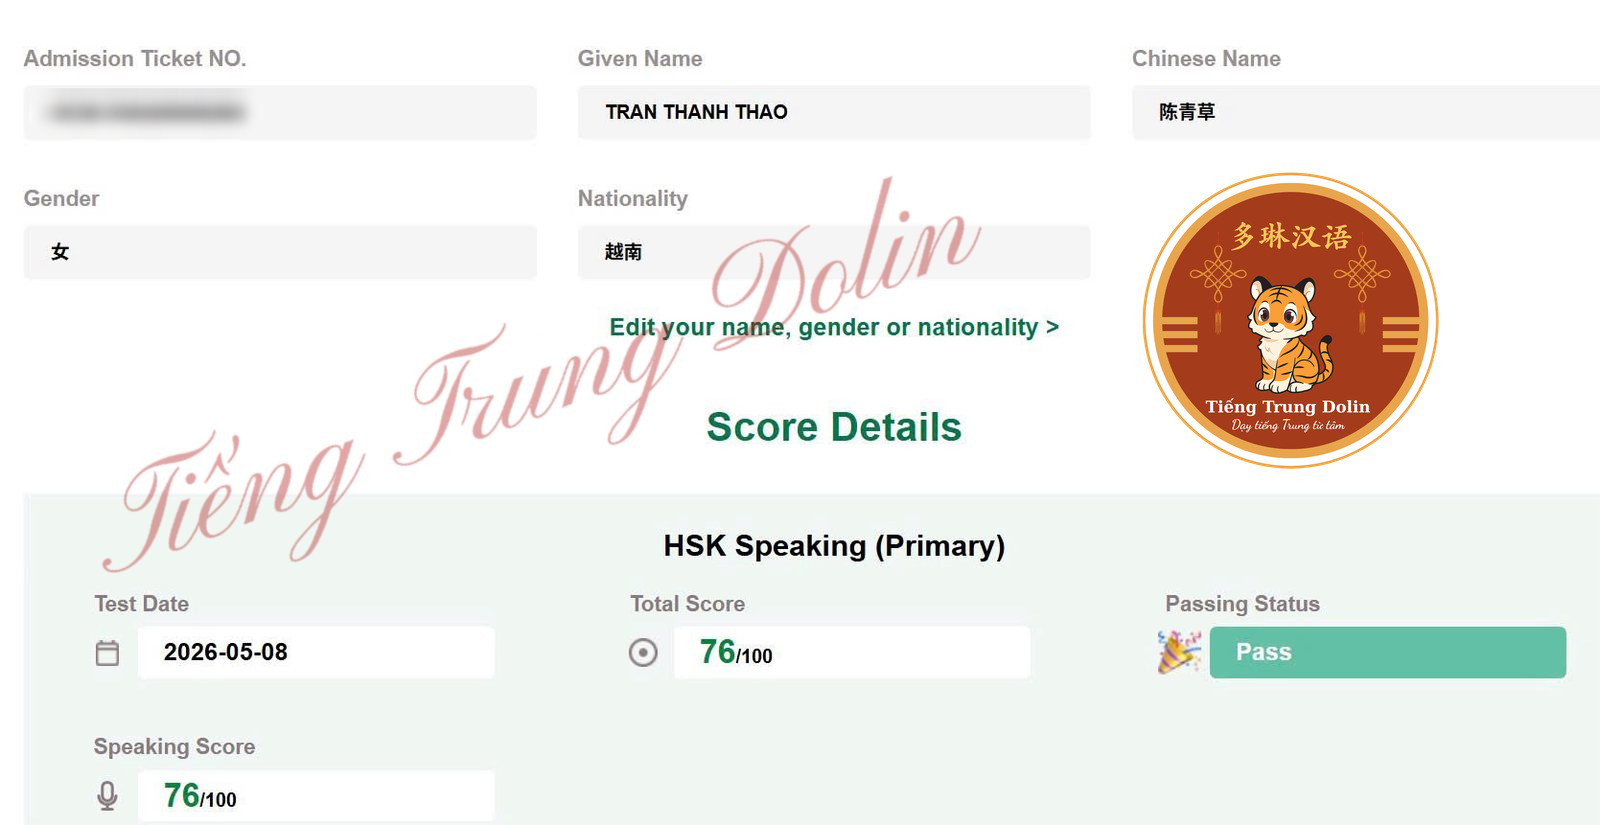 Admission Ticket NO.
Given Name
Chinese Name
TRAN THANH THAO
陈青草
Gender
Nationality
女
越南
Edit your name, gender or nationality >
多琳汉语
Tiếng Trung Dolin
Dạy tiếng Trung từ tâm
Tiếng Trung Dolin
Score Details
HSK Speaking (Primary)
Test Date
Total Score
Passing Status
2026-05-08
76/100
Pass
Speaking Score
76/100